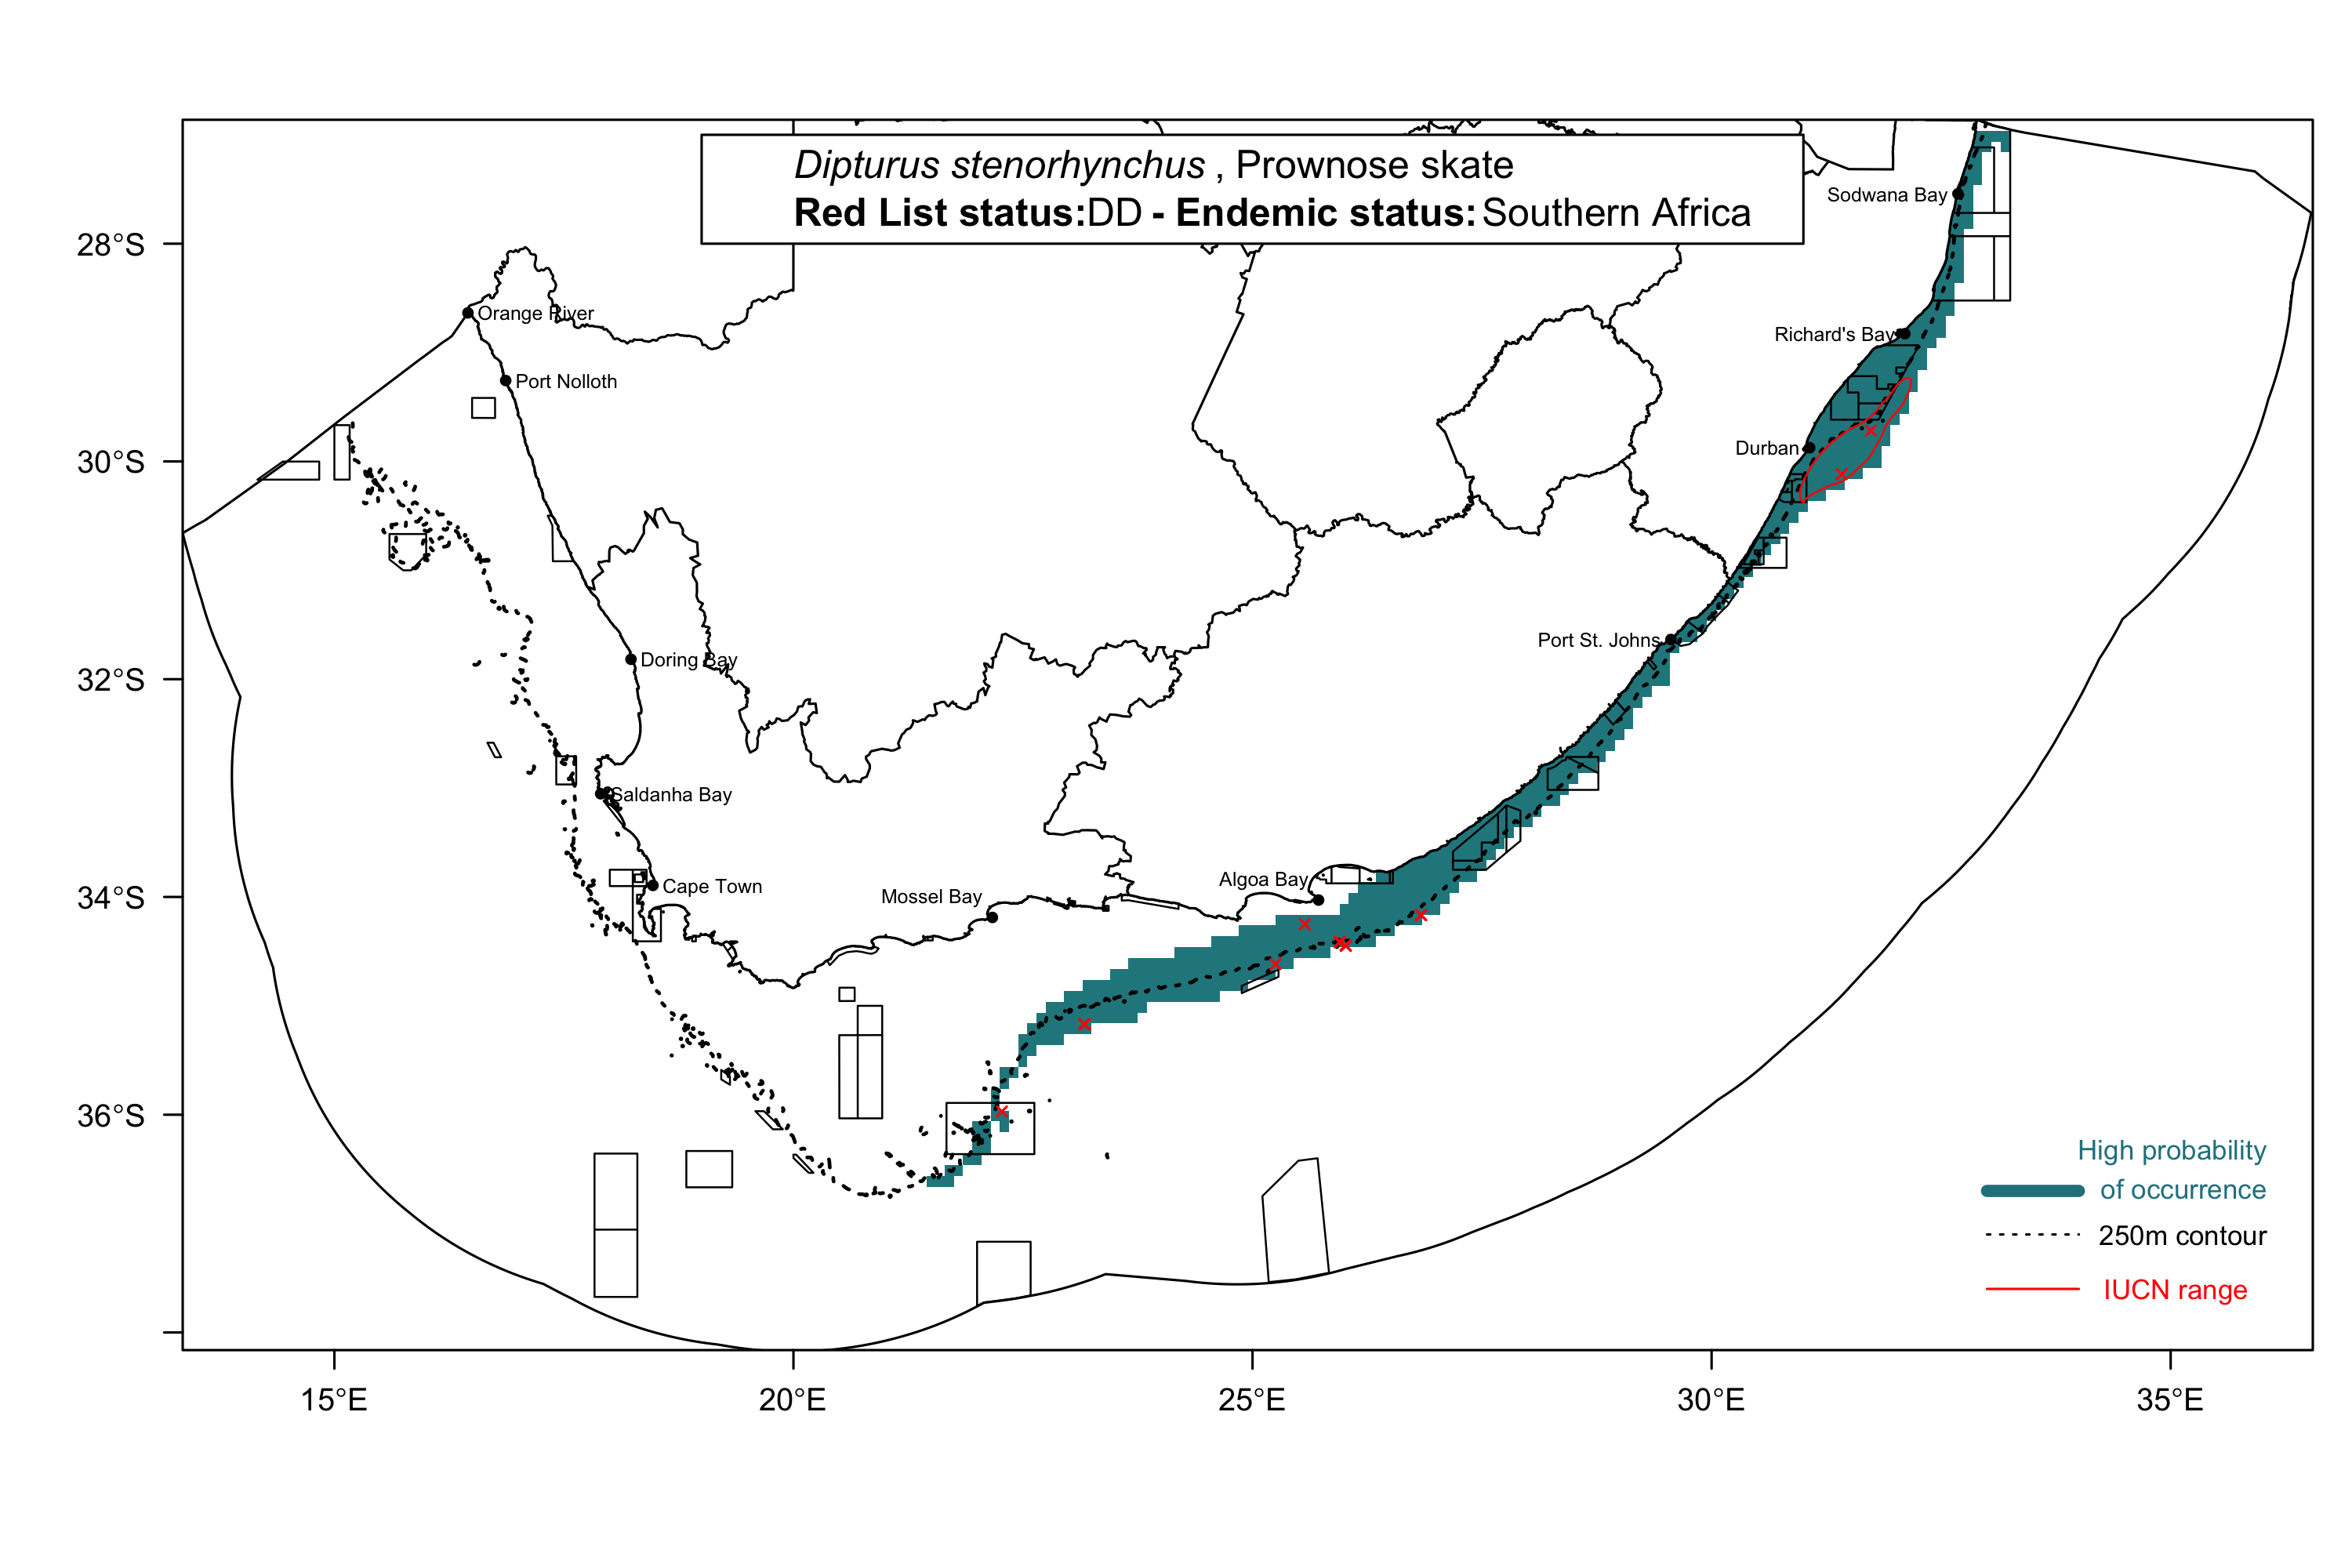 Dipturus stenorhynchus , Prownose skate
Red List status:DD - Endemic status: Southern Africa
Sodwana Bay
28°S
Orange River
Richard's Bay
Port Nolloth
Durban
30°S
Port St. Johns
Doring Bay
32°S
Saldanha Bay
Algoa Bay
Cape Town
Mossel Bay
34°S
36°S
High probability
of occurrence
250m contour
IUCN range
15°E
20°E
25°E
30°E
35°E